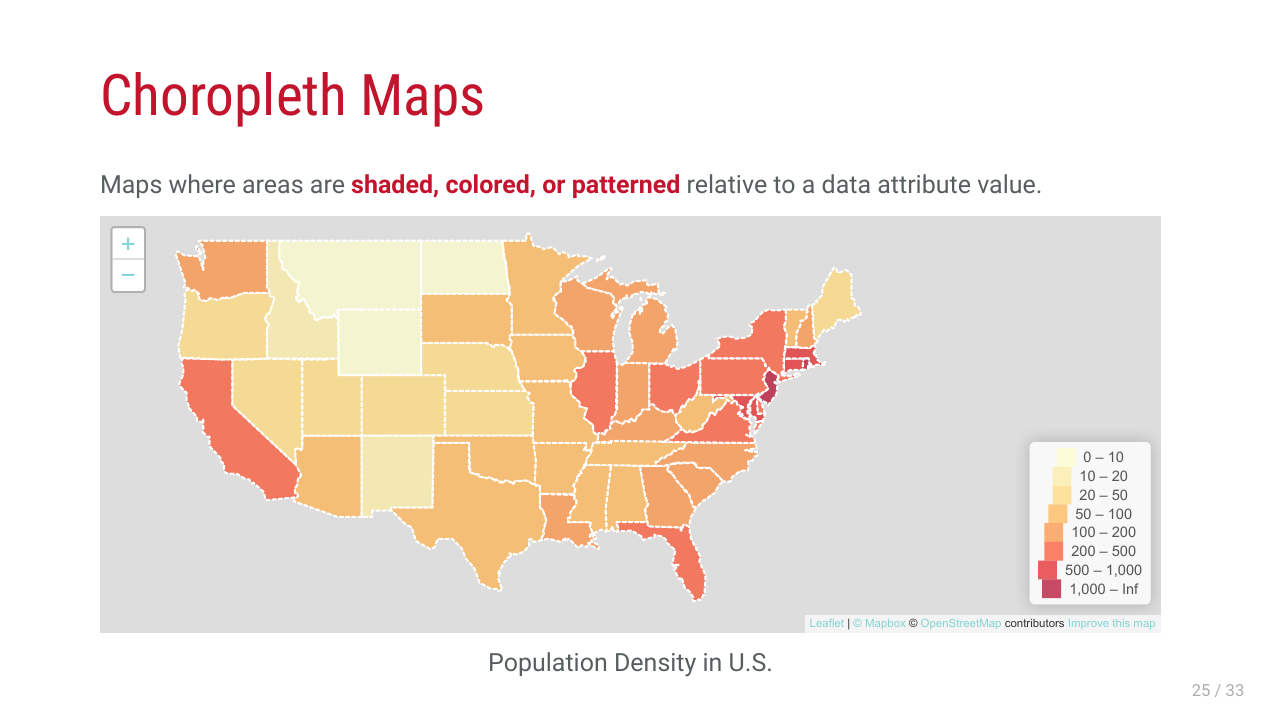 Choropleth Maps
Maps where areas are shaded, colored, or patterned relative to a data attribute value.
+
−
0 – 10
10 – 20
20 – 50
50 – 100
100 – 200
200 – 500
500 – 1,000
1,000 – Inf
Leaflet | © Mapbox © OpenStreetMap contributors Improve this map
Population Density in U.S.
25 / 33